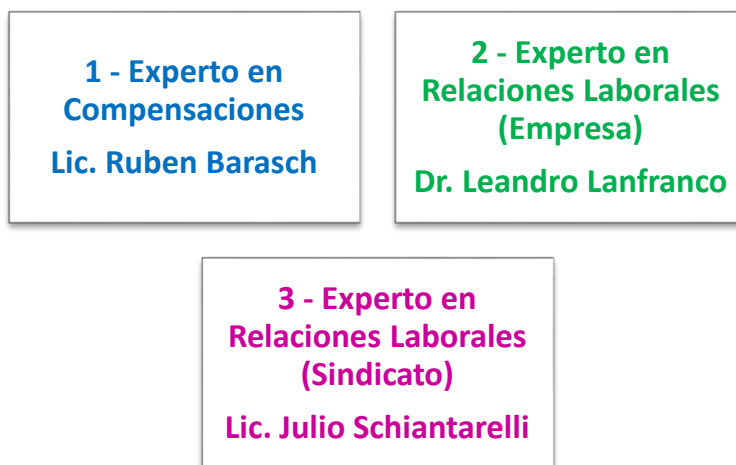 1 - Experto en
Compensaciones
Lic. Ruben Barasch
2 - Experto en
Relaciones Laborales
(Empresa)
Dr. Leandro Lanfranco
3 - Experto en
Relaciones Laborales
(Sindicato)
Lic. Julio Schiantarelli